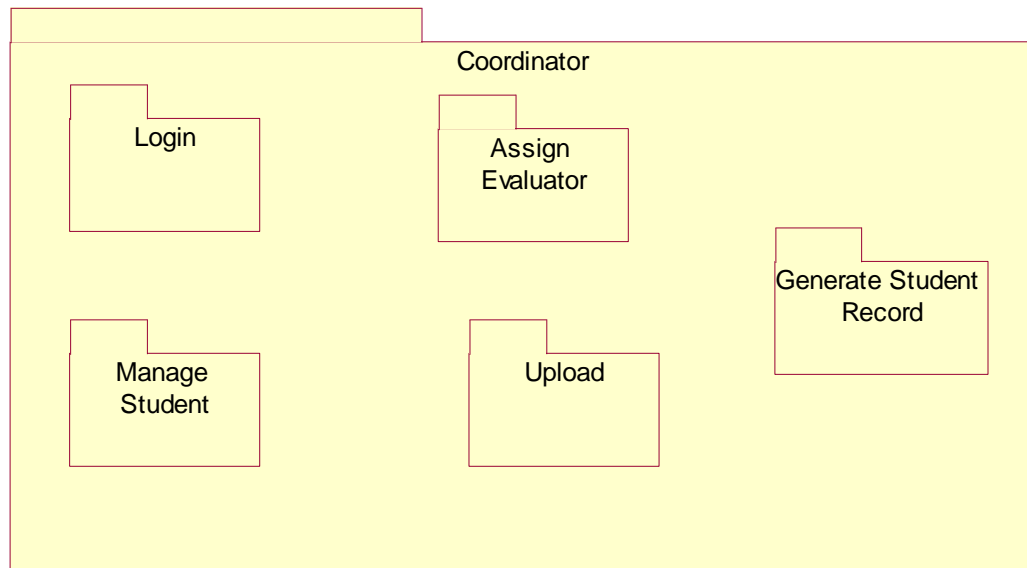 Coordinator
Login
Assign
Evaluator
Generate Student
Record
Manage
Student
Upload